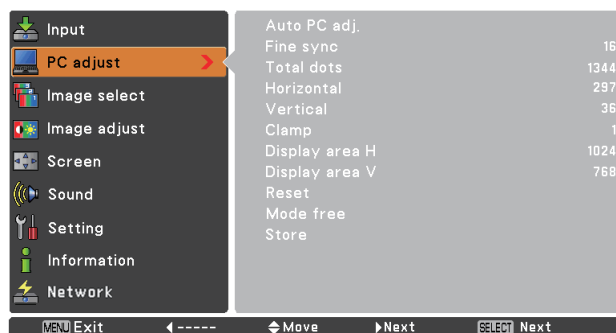 Input
PC adjust
Image select
Image adjust
Screen
Sound
Setting
Information
Network
Auto PC adj.
Fine sync 16
Total dots 1344
Horizontal 297
Vertical 36
Clamp 1
Display area H 1024
Display area V 768
Reset
Mode free
Store
MENU Exit ◀ ----- Move ▶Next SELECT Next